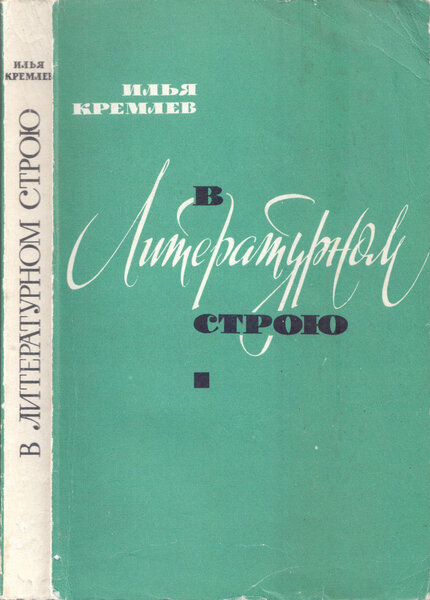 ИЛЬЯ
КРЕМЛЕВ
В ЛИТЕРАТУРНОМ СТРОЮ
ИЛЬЯ
КРЕМЛЕВ
В
Литературном
СТРОЮ